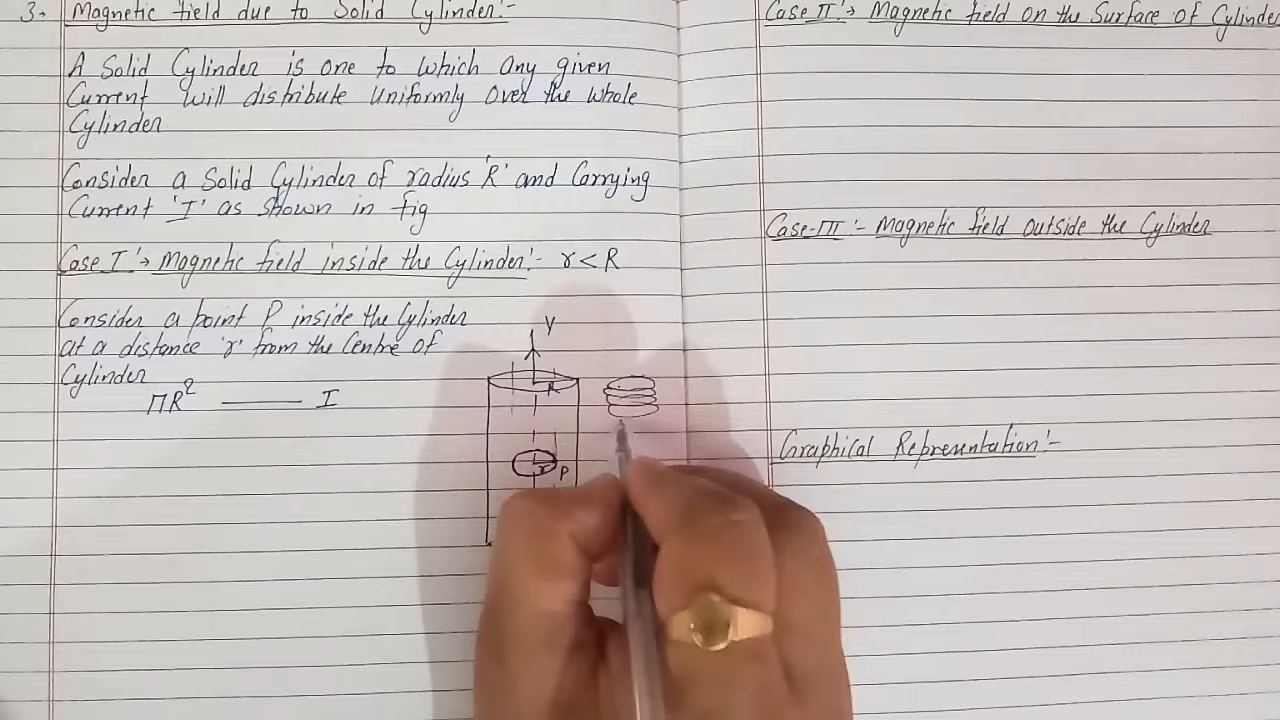 3. Magnetic field due to Solid Cylinder:-
A Solid Cylinder is one to which any given
Current will distribute uniformly over the whole
Cylinder
Consider a Solid Cylinder of radius 'R' and Carrying
Current 'I' as shown in fig
Case I :→ Magnetic field inside the Cylinder:- r < R
Consider a point P inside the Cylinder
at a distance 'r' from the Centre of
Cylinder
πR² —— I
Y
R
r P
Case II :→ Magnetic field on the Surface of Cylinde
Case-III :- Magnetic field outside the Cylinder
Graphical Representation:-